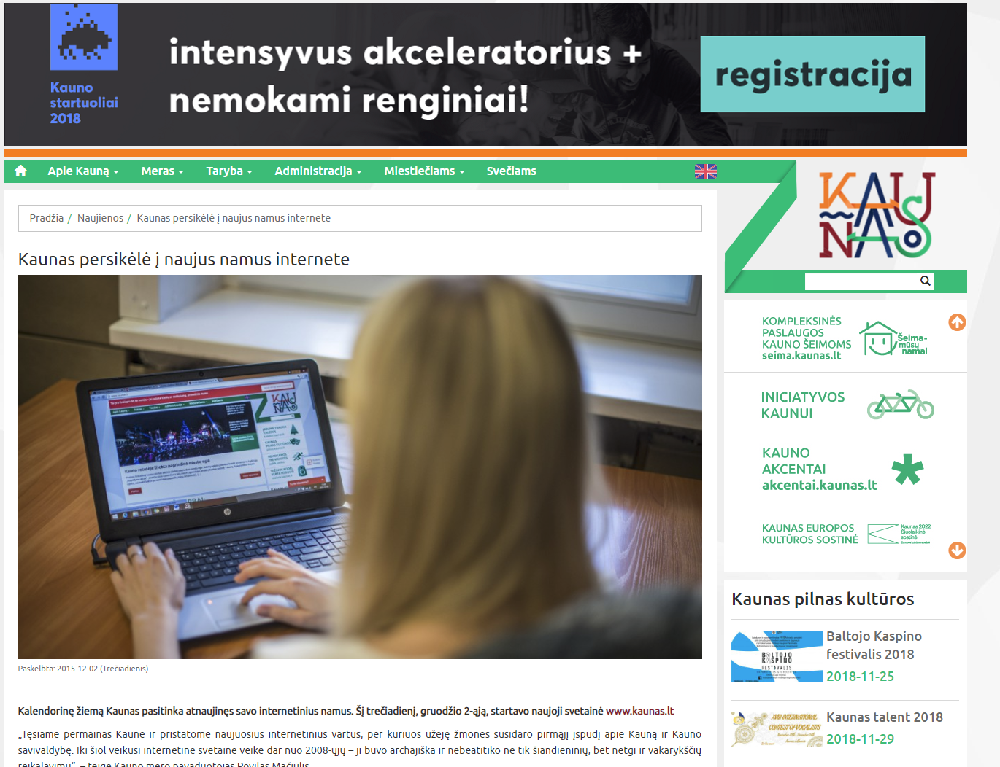 Kauno
startuoliai
2018
intensyvus akceleratorius +
nemokami renginiai!
registracija
Apie Kauną
Meras
Taryba
Administracija
Miestiečiams
Svečiams
KAUNAS
Pradžia / Naujienos / Kaunas persikėlė į naujus namus internete
Kaunas persikėlė į naujus namus internete
KAUNAS
hp
Paskelbta: 2015-12-02 (Trečiadienis)
Kalendorinę žiemą Kaunas pasitinka atnaujinęs savo internetinius namus. Šį trečiadienį, gruodžio 2-ąją, startavo naujoji svetainė www.kaunas.lt
„Tęsiame permainas Kaune ir pristatome naujuosius internetinius vartus, per kuriuos užėję žmonės susidaro pirmąjį įspūdį apie Kauną ir Kauno
savivaldybę. Iki šiol veikusi internetinė svetainė veikė dar nuo 2008-ųjų – ji buvo archajiška ir nebeatitiko ne tik šiandieninių, bet netgi ir vakarykščių
reikalavimų“, – teigė Kauno mero pavaduotojas Povilas Mačiulis.
KOMPLEKSINĖS
PASLAUGOS
KAUNO ŠEIMOMS
seima.kaunas.lt
Šeima-
mūsų
namai
INICIATYVOS
KAUNUI
KAUNO
AKCENTAI
akcentai.kaunas.lt
KAUNAS EUROPOS
KULTŪROS SOSTINĖ
Kaunas 2022
Šiuolaikinė
sostinė
Kaunas pilnas kultūros
BALTOJO
KASPINO
FESTIVALIS
Baltojo Kaspino
festivalis 2018
2018-11-25
XVIII INTERNATIONAL
CONTEST OF VOCALISTS
Kaunas talent 2018
2018-11-29